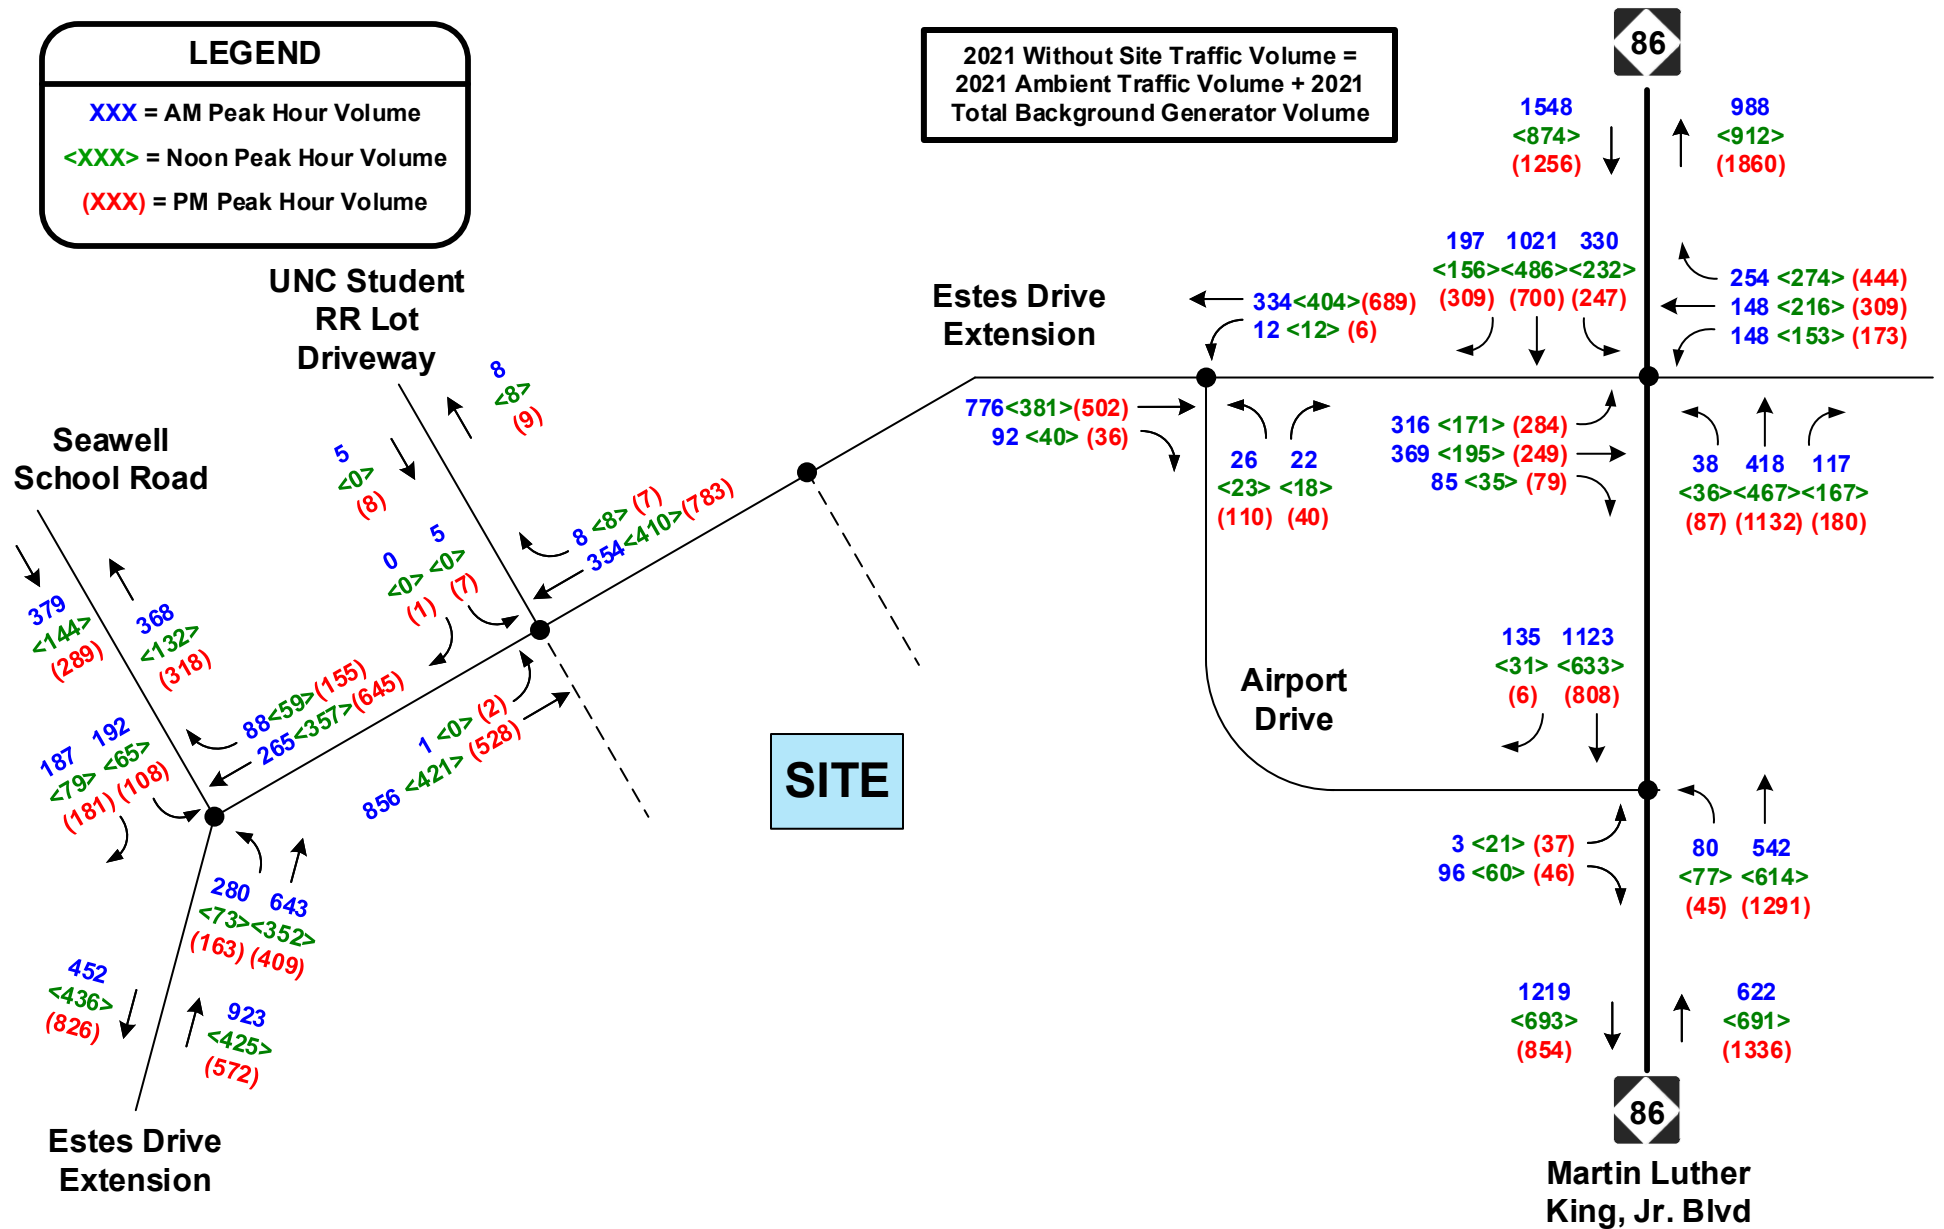 LEGEND
XXX = AM Peak Hour Volume
<XXX> = Noon Peak Hour Volume
(XXX) = PM Peak Hour Volume
2021 Without Site Traffic Volume =
2021 Ambient Traffic Volume + 2021
Total Background Generator Volume
86
1548
<874>
(1256)
988
<912>
(1860)
197 1021 330
<156> <486> <232>
(309) (700) (247)
254 <274> (444)
148 <216> (309)
148 <153> (173)
UNC Student
RR Lot
Driveway
Estes Drive
Extension
334 <404> (689)
12 <12> (6)
776 <381> (502)
92 <40> (36)
26 22
<23> <18>
(110) (40)
316 <171> (284)
369 <195> (249)
85 <35> (79)
38 418 117
<36> <467> <167>
(87) (1132) (180)
8
<8>
(9)
5
<0>
(8)
Seawell
School Road
8 <8> (7)
354 <410> (783)
0 5
<0> <0>
(1) (7)
379
<144>
(289)
368
<132>
(318)
88 <59> (155)
265 <357> (645)
1 <0> (2)
856 <421> (528)
187 192
<79> <65>
(181) (108)
SITE
Airport
Drive
135 1123
<31> <633>
(6) (808)
3 <21> (37)
96 <60> (46)
80 542
<77> <614>
(45) (1291)
280 643
<73> <352>
(163) (409)
452
<436>
(826)
923
<425>
(572)
1219
<693>
(854)
622
<691>
(1336)
86
Estes Drive
Extension
Martin Luther
King, Jr. Blvd